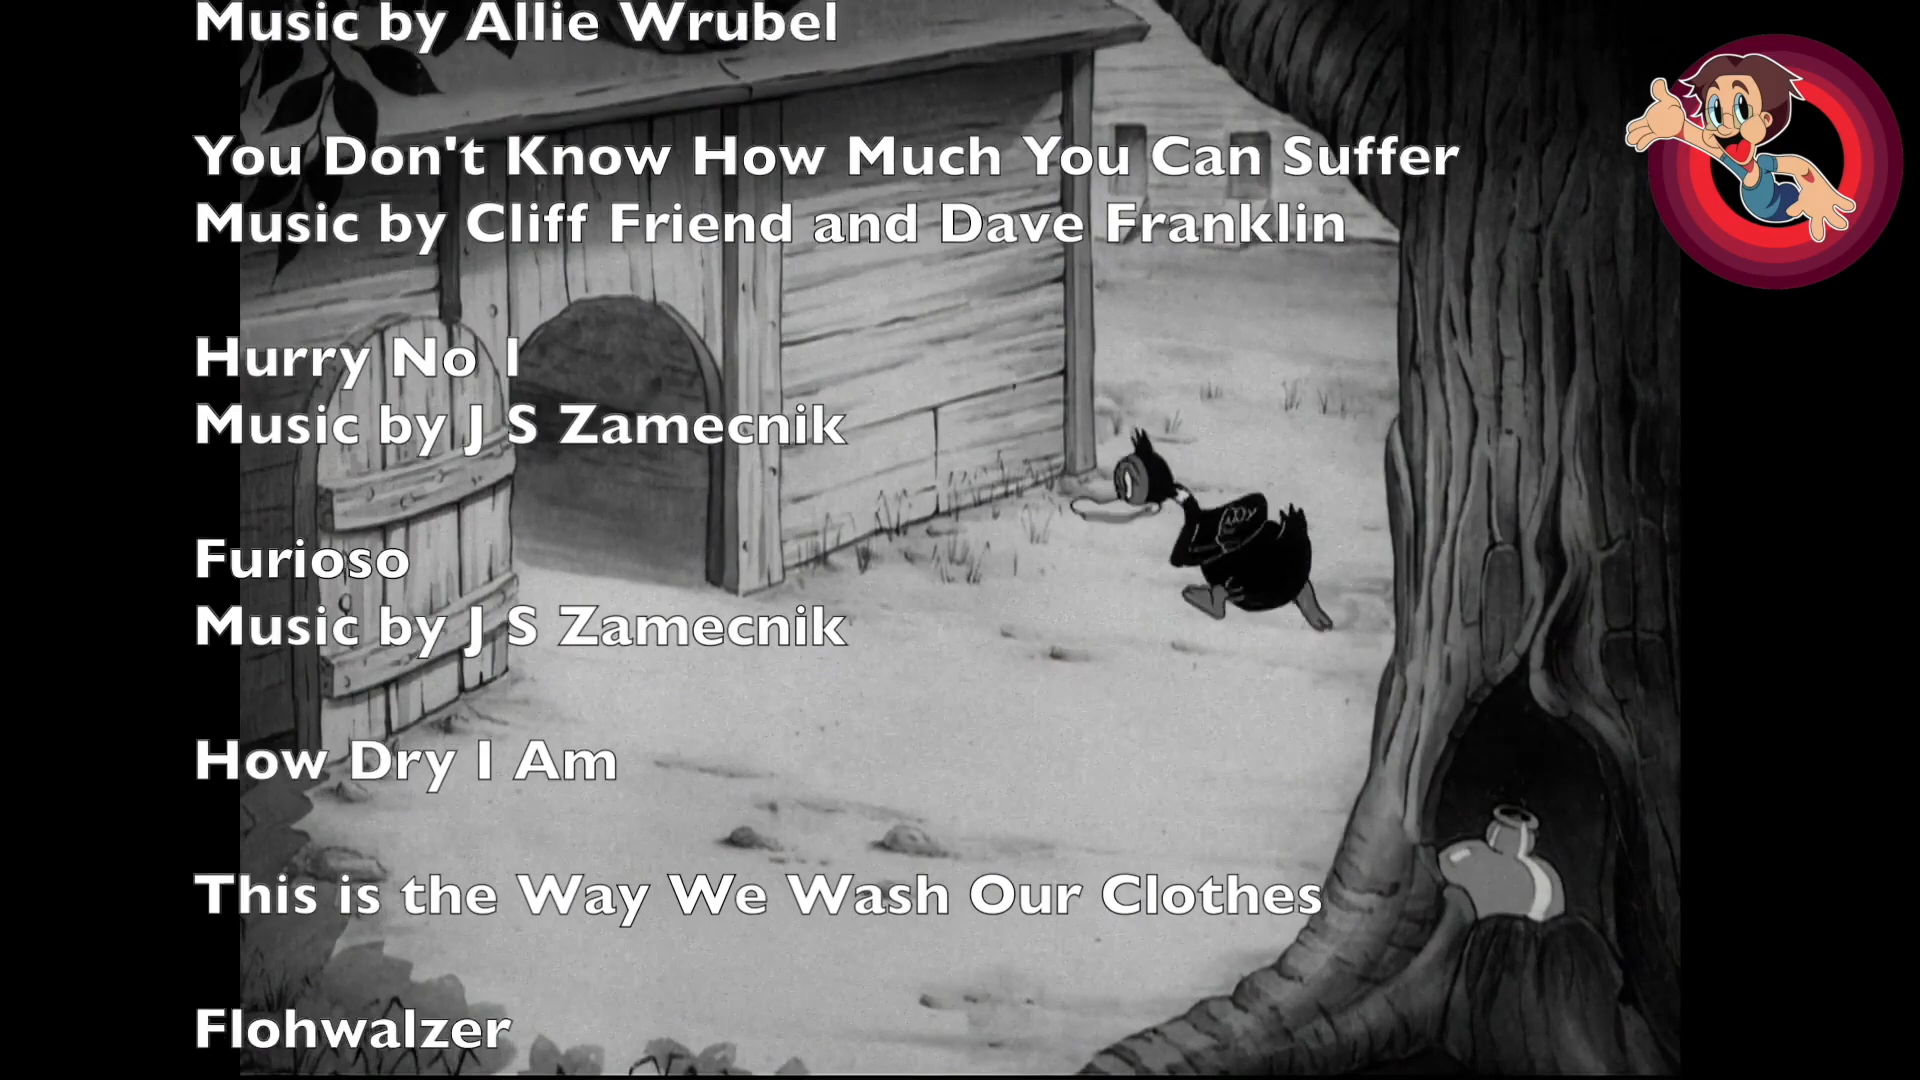 Music by Allie Wrubel
You Don't Know How Much You Can Suffer
Music by Cliff Friend and Dave Franklin
Hurry No 1
Music by J S Zamecnik
Furioso
Music by J S Zamecnik
How Dry I Am
This is the Way We Wash Our Clothes
Flohwalzer